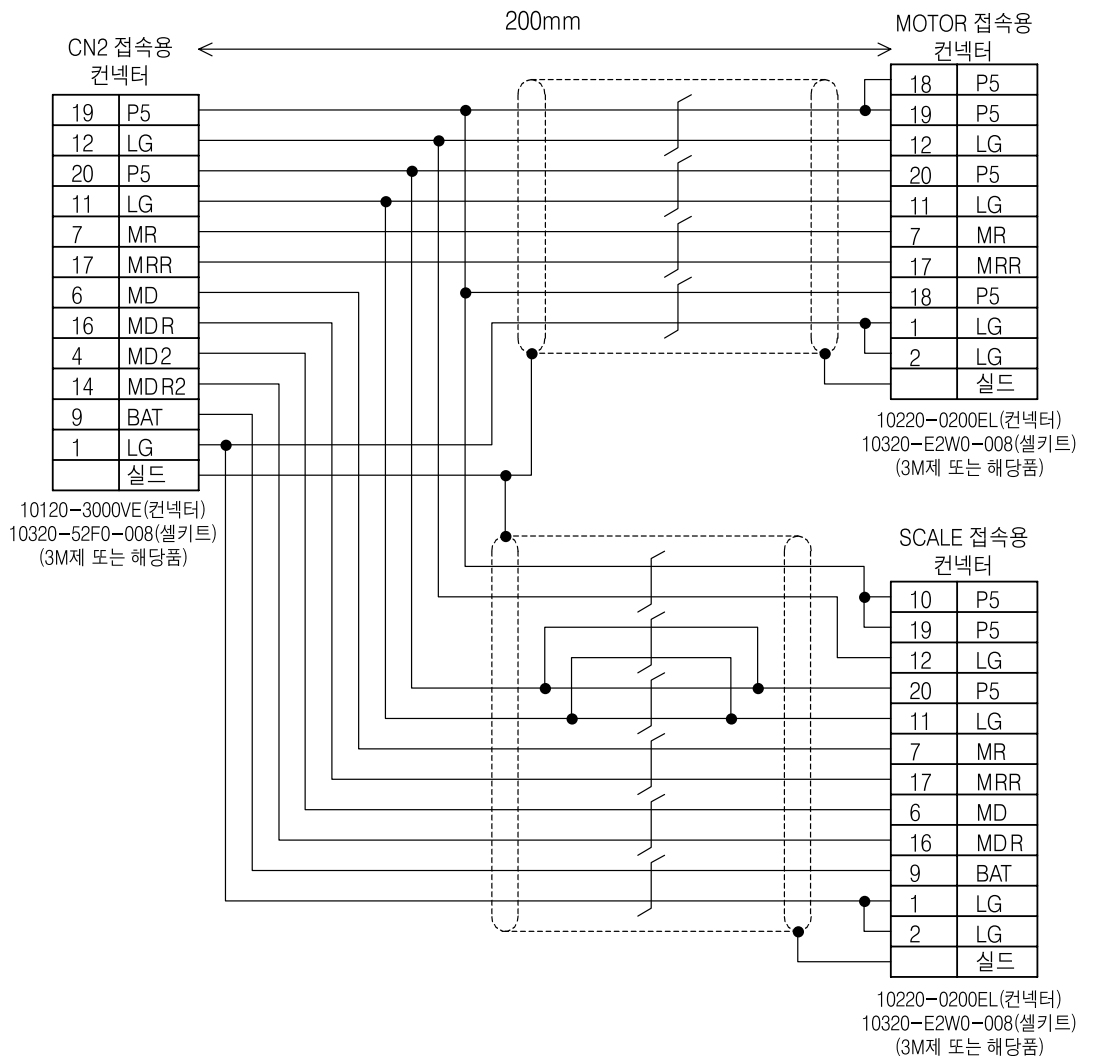 200mm
CN2 접속용
컨넥터
19 P5
12 LG
20 P5
11 LG
7 MR
17 MRR
6 MD
16 MDR
4 MD2
14 MDR2
9 BAT
1 LG
실드
10120-3000VE(컨넥터)
10320-52F0-008(셀키트)
(3M제 또는 해당품)
MOTOR 접속용
컨넥터
18 P5
19 P5
12 LG
20 P5
11 LG
7 MR
17 MRR
18 P5
1 LG
2 LG
실드
10220-0200EL(컨넥터)
10320-E2W0-008(셀키트)
(3M제 또는 해당품)
SCALE 접속용
컨넥터
10 P5
19 P5
12 LG
20 P5
11 LG
7 MR
17 MRR
6 MD
16 MDR
9 BAT
1 LG
2 LG
실드
10220-0200EL(컨넥터)
10320-E2W0-008(셀키트)
(3M제 또는 해당품)